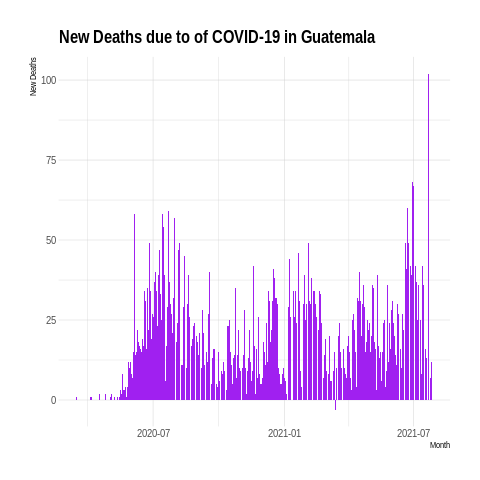 New Deaths due to of COVID-19 in Guatemala
New Deaths
100
75
50
25
0
2020-07
2021-01
2021-07
Month